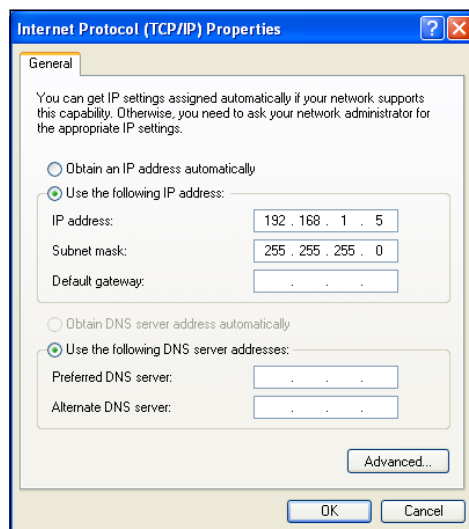 Internet Protocol (TCP/IP) Properties
General
You can get IP settings assigned automatically if your network supports
this capability. Otherwise, you need to ask your network administrator for
the appropriate IP settings.
Obtain an IP address automatically
Use the following IP address:
IP address: 192 . 168 . 1 . 5
Subnet mask: 255 . 255 . 255 . 0
Default gateway: . . .
Obtain DNS server address automatically
Use the following DNS server addresses:
Preferred DNS server: . . .
Alternate DNS server: . . .
Advanced...
OK Cancel